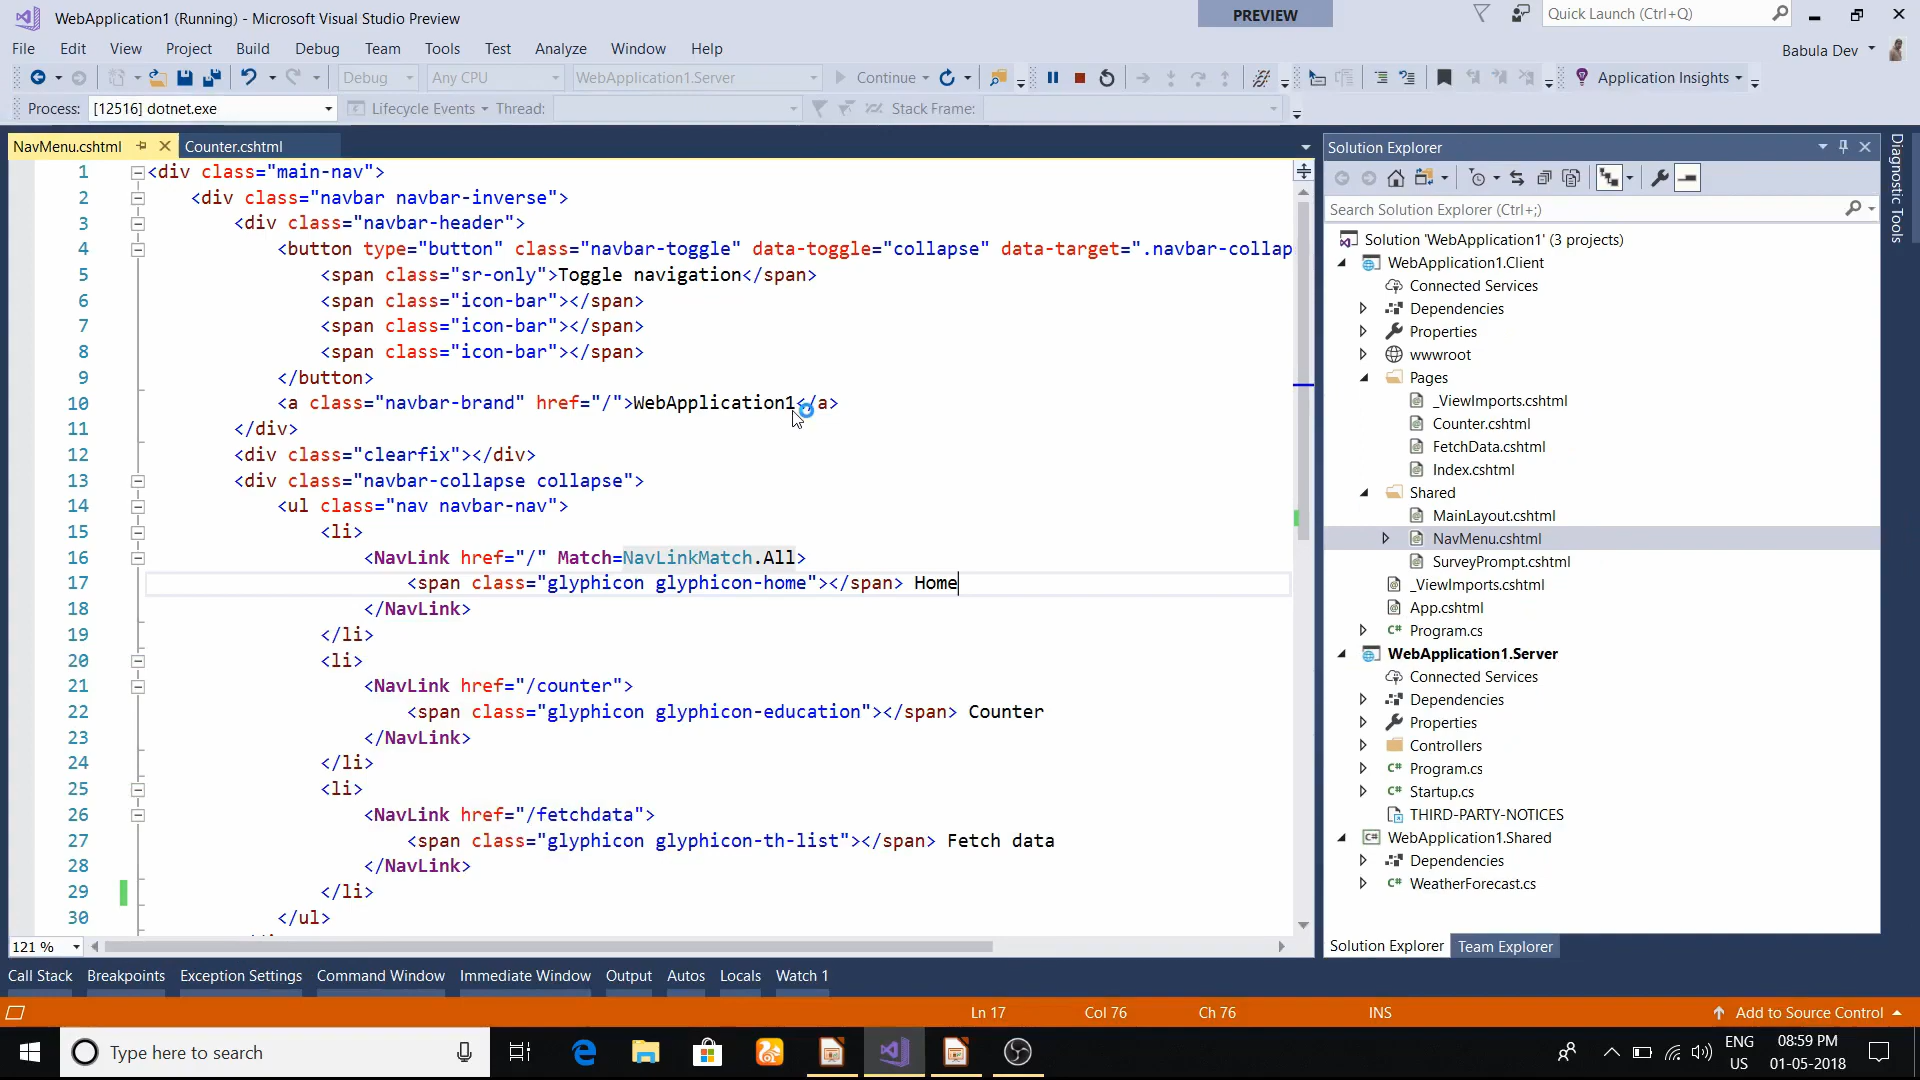 WebApplication1 (Running) - Microsoft Visual Studio Preview
PREVIEW
Quick Launch (Ctrl+Q)
File Edit View Project Build Debug Team Tools Test Analyze Window Help
Babula Dev
Debug Any CPU WebApplication1.Server Continue Application Insights
Process: [12516] dotnet.exe Lifecycle Events Thread: Stack Frame:
NavMenu.cshtml Counter.cshtml
1 <div class="main-nav">
2 <div class="navbar navbar-inverse">
3 <div class="navbar-header">
4 <button type="button" class="navbar-toggle" data-toggle="collapse" data-target=".navbar-collap
5 <span class="sr-only">Toggle navigation</span>
6 <span class="icon-bar"></span>
7 <span class="icon-bar"></span>
8 <span class="icon-bar"></span>
9 </button>
10 <a class="navbar-brand" href="/">WebApplication1</a>
11 </div>
12 <div class="clearfix"></div>
13 <div class="navbar-collapse collapse">
14 <ul class="nav navbar-nav">
15 <li>
16 <NavLink href="/" Match=NavLinkMatch.All>
17 <span class="glyphicon glyphicon-home"></span> Home
18 </NavLink>
19 </li>
20 <li>
21 <NavLink href="/counter">
22 <span class="glyphicon glyphicon-education"></span> Counter
23 </NavLink>
24 </li>
25 <li>
26 <NavLink href="/fetchdata">
27 <span class="glyphicon glyphicon-th-list"></span> Fetch data
28 </NavLink>
29 </li>
30 </ul>
121 %
Solution Explorer
Search Solution Explorer (Ctrl+;)
Solution 'WebApplication1' (3 projects)
WebApplication1.Client
Connected Services
Dependencies
Properties
wwwroot
Pages
_ViewImports.cshtml
Counter.cshtml
FetchData.cshtml
Index.cshtml
Shared
MainLayout.cshtml
NavMenu.cshtml
SurveyPrompt.cshtml
_ViewImports.cshtml
App.cshtml
C# Program.cs
WebApplication1.Server
Connected Services
Dependencies
Properties
Controllers
C# Program.cs
C# Startup.cs
THIRD-PARTY-NOTICES
C# WebApplication1.Shared
Dependencies
C# WeatherForecast.cs
Solution Explorer Team Explorer
Diagnostic Tools
Call Stack Breakpoints Exception Settings Command Window Immediate Window Output Autos Locals Watch 1
Ln 17 Col 76 Ch 76 INS Add to Source Control
Type here to search
ENG
US
08:59 PM
01-05-2018